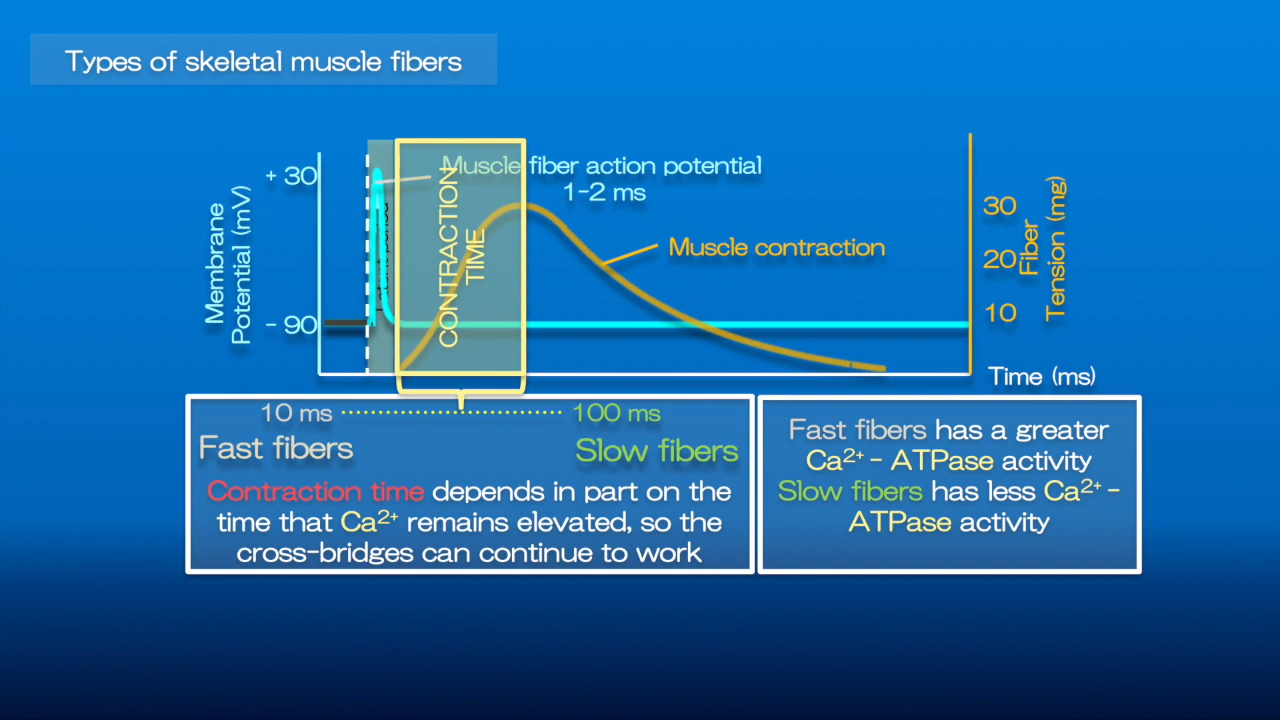 Types of skeletal muscle fibers
+ 30
- 90
Membrane
Potential (mV)
Muscle fiber action potential
1-2 ms
CONTRACTION
TIME
Muscle contraction
30
20
10
Fiber
Tension (mg)
Time (ms)
10 ms
100 ms
Fast fibers
Slow fibers
Contraction time depends in part on the
time that Ca²⁺ remains elevated, so the
cross-bridges can continue to work
Fast fibers has a greater
Ca²⁺ - ATPase activity
Slow fibers has less Ca²⁺ -
ATPase activity